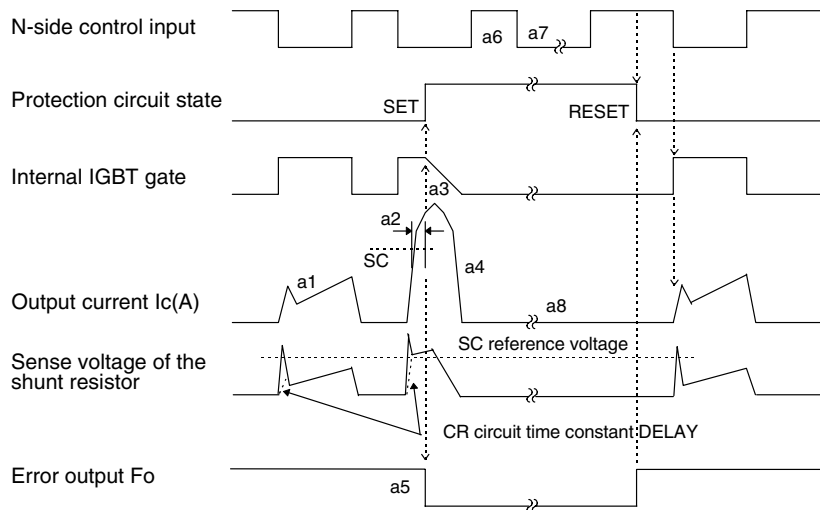 N-side control input
a6
a7
Protection circuit state
SET
RESET
Internal IGBT gate
a3
a2
SC
a4
a1
a8
Output current Ic(A)
SC reference voltage
Sense voltage of the
shunt resistor
CR circuit time constant DELAY
Error output Fo
a5